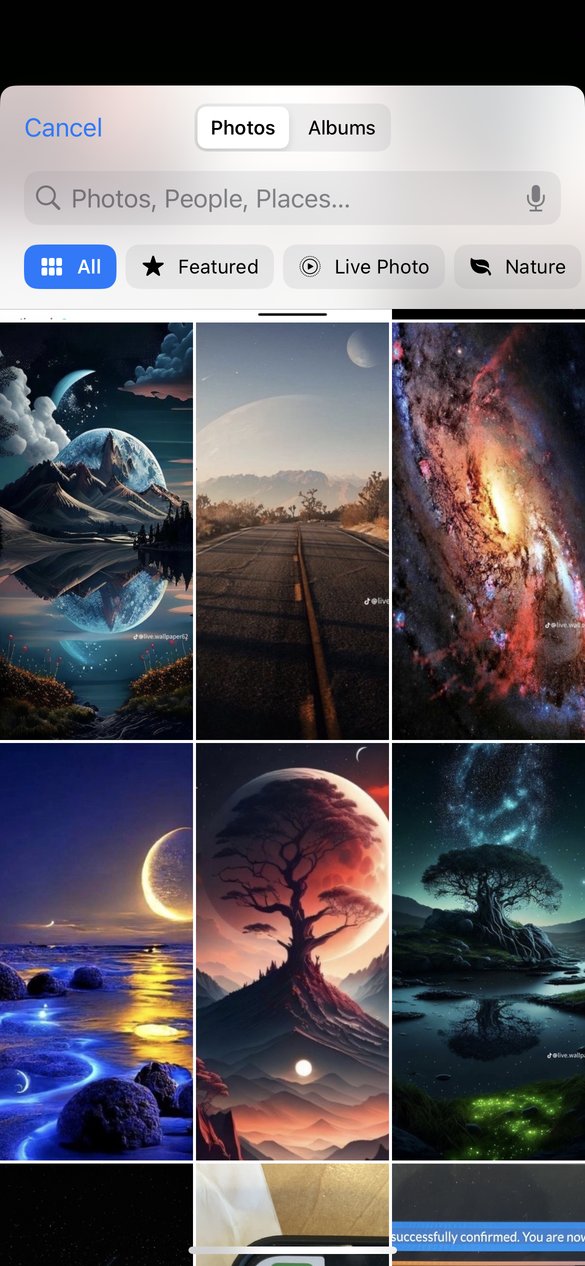 Cancel
Photos
Albums
Photos, People, Places...
All
Featured
Live Photo
Nature
@live.wallpaper62
@live
@live.wall
@live.wallpa
successfully confirmed. You are now